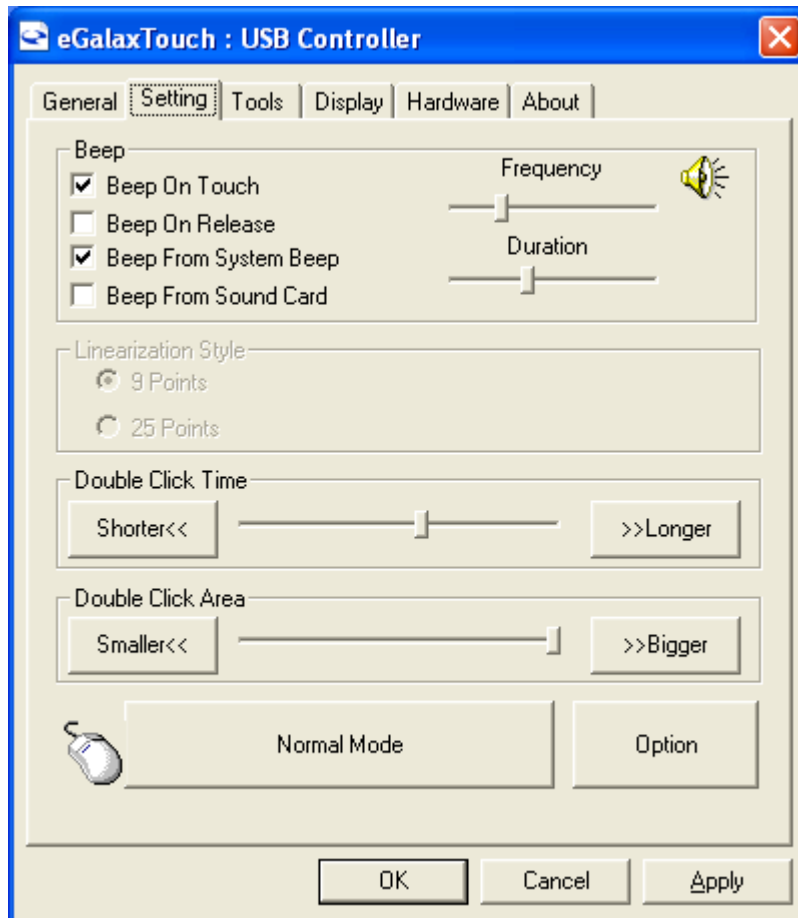 eGalaxTouch : USB Controller
General Setting Tools Display Hardware About
Beep
Beep On Touch
Beep On Release
Beep From System Beep
Beep From Sound Card
Frequency
Duration
Linearization Style
9 Points
25 Points
Double Click Time
Shorter<< >>Longer
Double Click Area
Smaller<< >>Bigger
Normal Mode Option
OK Cancel Apply